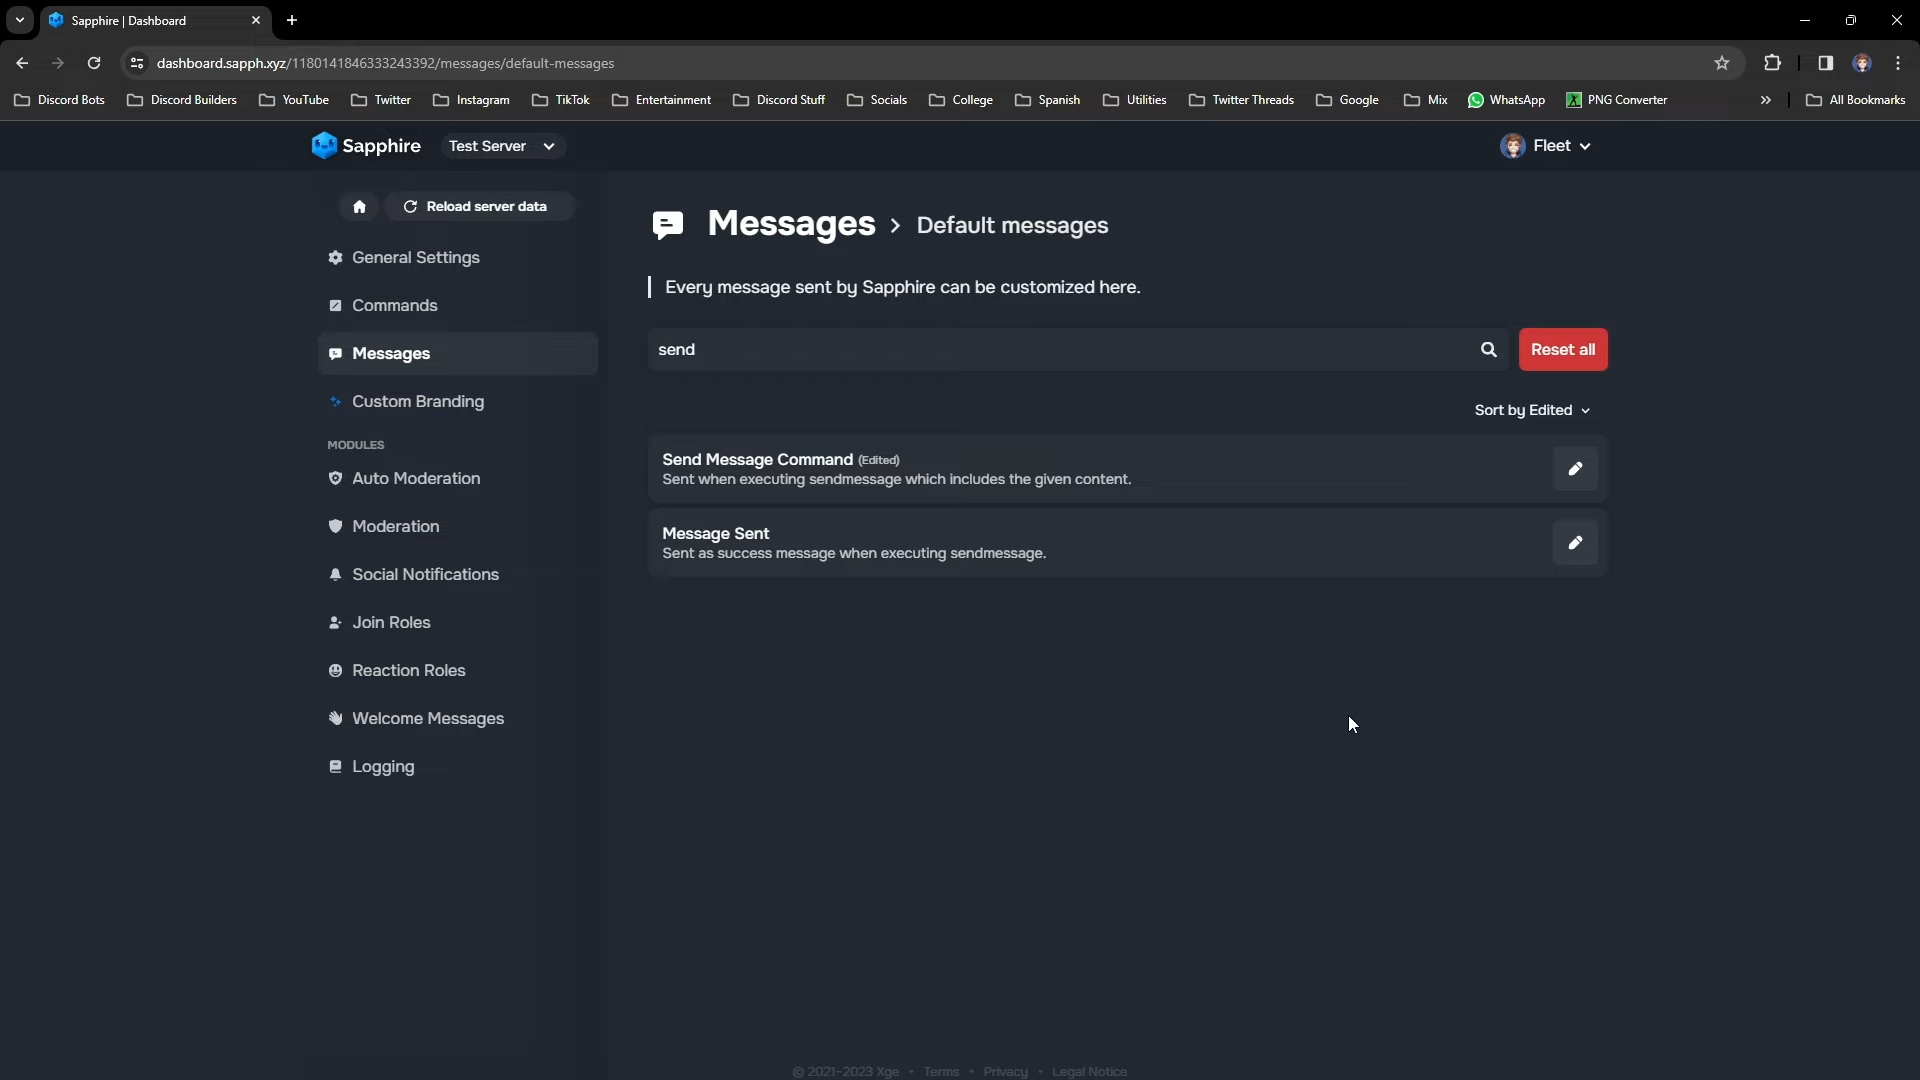 Sapphire | Dashboard
dashboard.sapph.xyz/1180141846333243392/messages/default-messages
Discord Bots
Discord Builders
YouTube
Twitter
Instagram
TikTok
Entertainment
Discord Stuff
Socials
College
Spanish
Utilities
Twitter Threads
Google
Mix
WhatsApp
PNG Converter
All Bookmarks
Sapphire
Test Server
Fleet
Reload server data
General Settings
Commands
Messages
Custom Branding
MODULES
Auto Moderation
Moderation
Social Notifications
Join Roles
Reaction Roles
Welcome Messages
Logging
Messages > Default messages
Every message sent by Sapphire can be customized here.
send
Reset all
Sort by Edited
Send Message Command (Edited)
Sent when executing sendmessage which includes the given content.
Message Sent
Sent as success message when executing sendmessage.
© 2021–2023 Xge • Terms • Privacy • Legal Notice